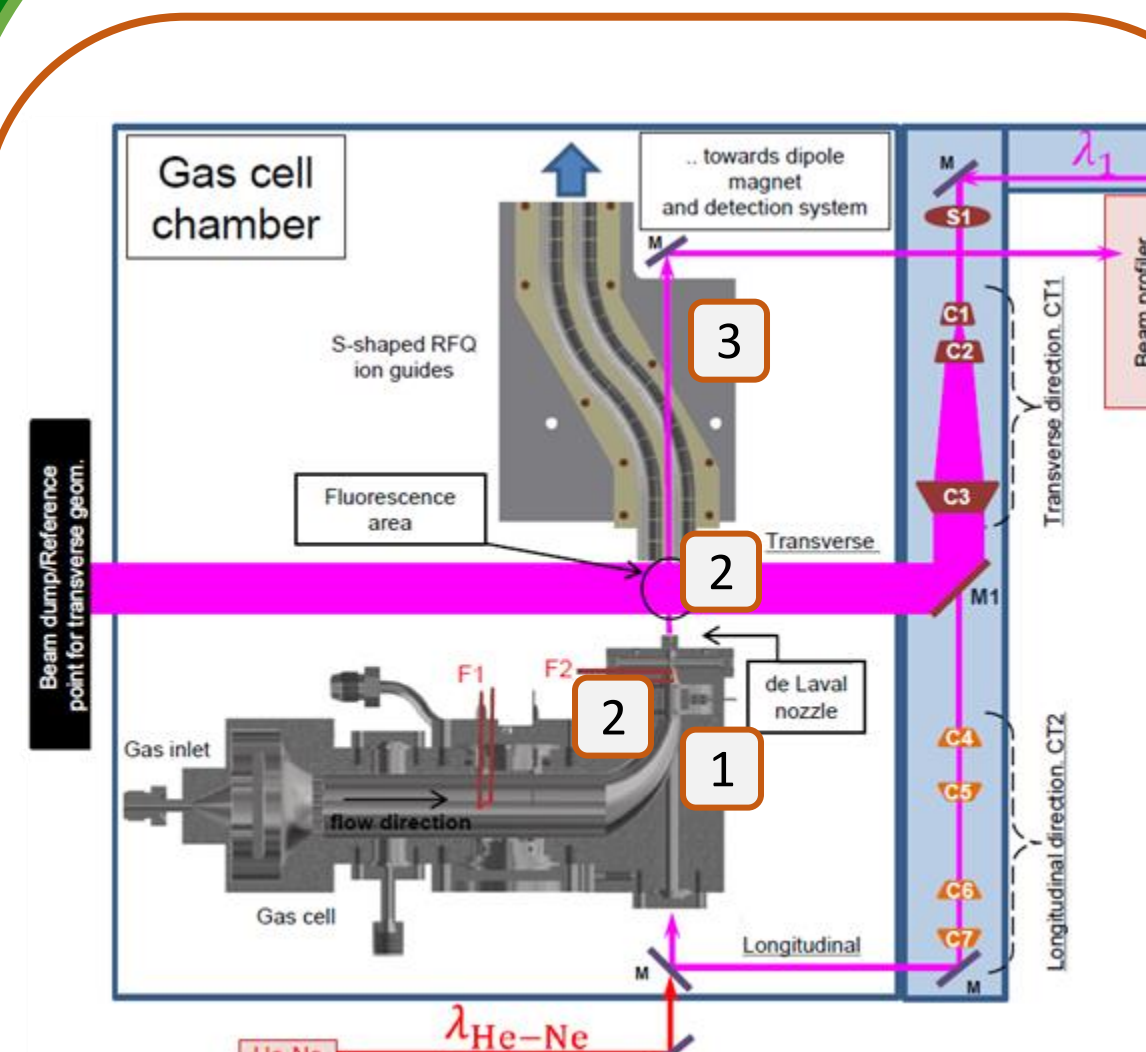 Gas cell
chamber
.. towards dipole
magnet
and detection system
M
λ1
S1
M
C1
C2
C3
Transverse direction. CT1
Beam profiler
S-shaped RFQ
ion guides
3
Fluorescence
area
Transverse
2
M1
Beam dump/Reference
point for transverse geom.
F1
F2
2
de Laval
nozzle
1
Gas inlet
flow direction
Gas cell
C4
C5
C6
C7
Longitudinal direction. CT2
Longitudinal
M
M
λHe−Ne
He-Ne